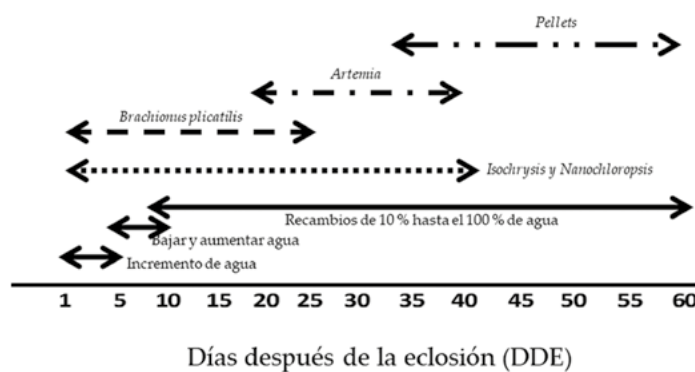 Pellets
Artemia
Brachionus plicatilis
Isochrysis y Nanochloropsis
Recambios de 10 % hasta el 100 % de agua
Bajar y aumentar agua
Incremento de agua
1 5 10 15 20 25 30 35 40 45 50 55 60
Días después de la eclosión (DDE)